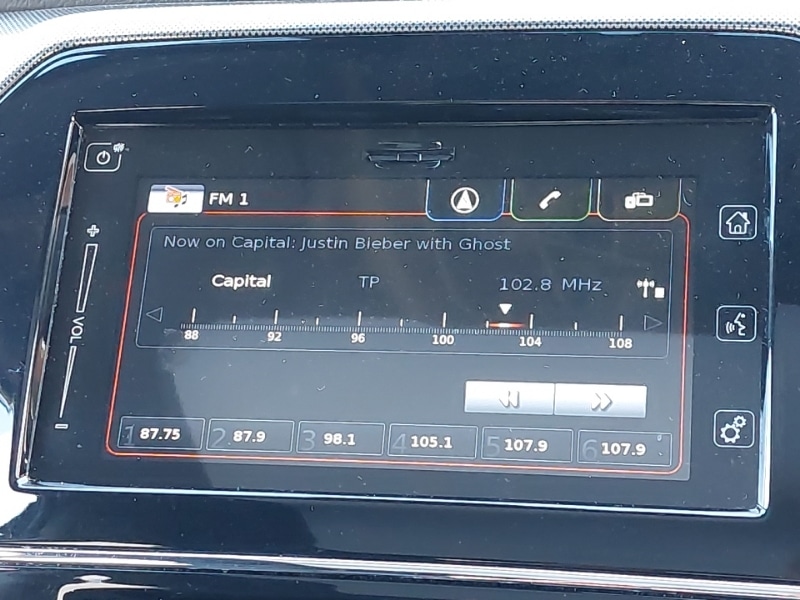 FM 1
Now on Capital: Justin Bieber with Ghost
Capital TP 102.8 MHz
88 92 96 100 104 108
1 87.75 2 87.9 3 98.1 4 105.1 5 107.9 6 107.9
+
VOL
−